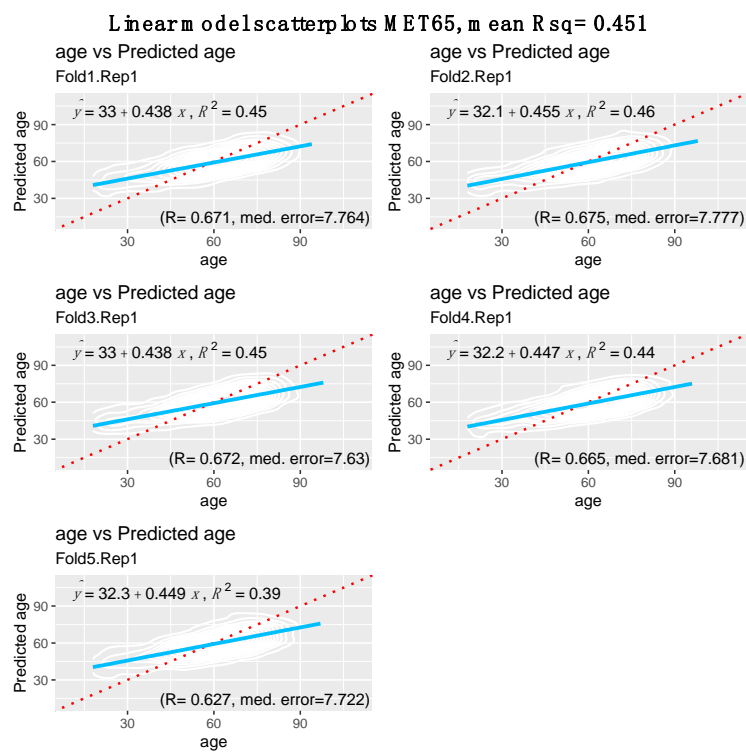 Linear model scatterplots MET65, mean Rsq= 0.451
age vs Predicted age
Fold1.Rep1
ŷ = 33 + 0.438 x , R² = 0.45
90
60
30
Predicted age
(R= 0.671, med. error=7.764)
30 60 90
age
age vs Predicted age
Fold2.Rep1
ŷ = 32.1 + 0.455 x , R² = 0.46
90
60
30
Predicted age
(R= 0.675, med. error=7.777)
30 60 90
age
age vs Predicted age
Fold3.Rep1
ŷ = 33 + 0.438 x , R² = 0.45
90
60
30
Predicted age
(R= 0.672, med. error=7.63)
30 60 90
age
age vs Predicted age
Fold4.Rep1
ŷ = 32.2 + 0.447 x , R² = 0.44
90
60
30
Predicted age
(R= 0.665, med. error=7.681)
30 60 90
age
age vs Predicted age
Fold5.Rep1
ŷ = 32.3 + 0.449 x , R² = 0.39
90
60
30
Predicted age
(R= 0.627, med. error=7.722)
30 60 90
age